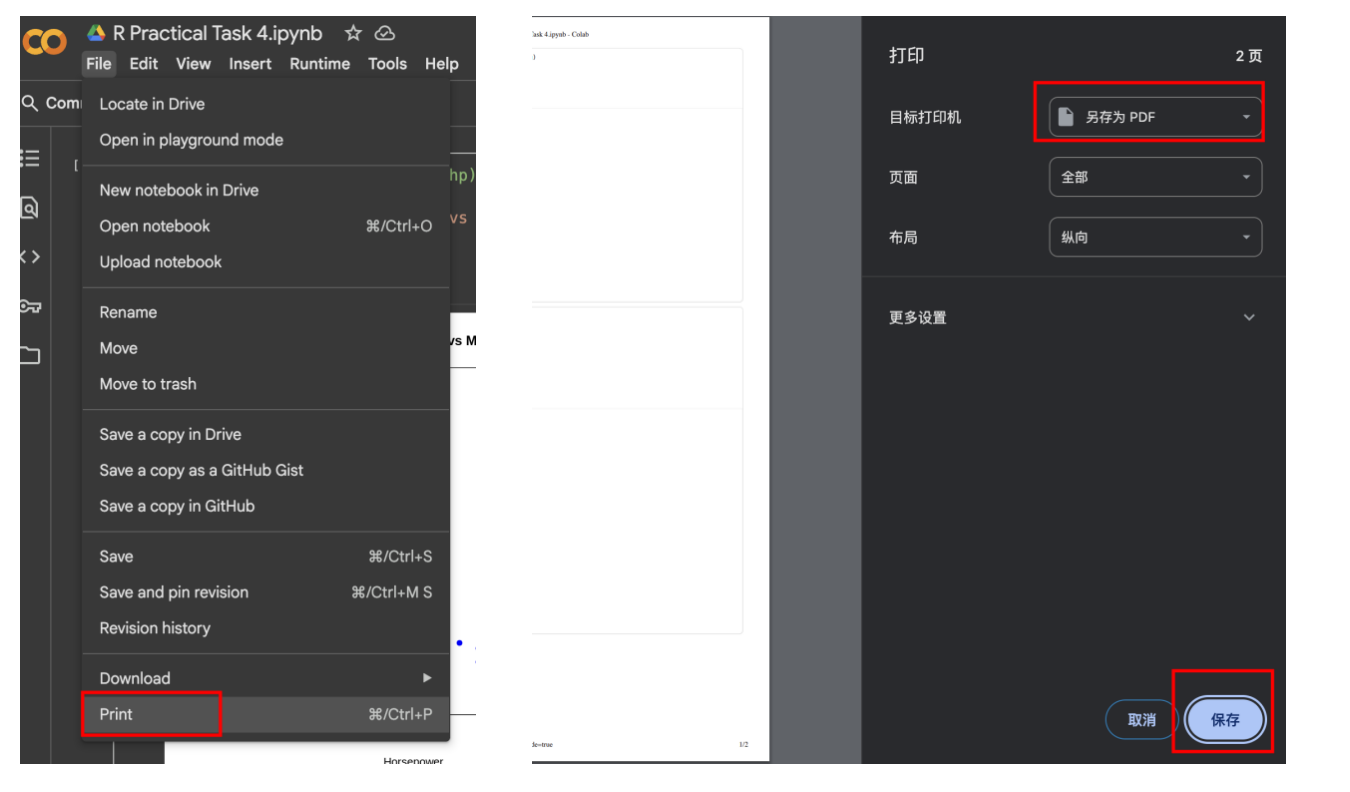 R Practical Task 4.ipynb
File Edit View Insert Runtime Tools Help
Locate in Drive
Open in playground mode
New notebook in Drive
Open notebook ⌘/Ctrl+O
Upload notebook
Rename
Move
Move to trash
Save a copy in Drive
Save a copy as a GitHub Gist
Save a copy in GitHub
Save ⌘/Ctrl+S
Save and pin revision ⌘/Ctrl+M S
Revision history
Download
Print ⌘/Ctrl+P
hp)
vs
vs M
Horsepower
Task 4.ipynb - Colab
1/2
打印 2 页
目标打印机 另存为 PDF
页面 全部
布局 纵向
更多设置
取消 保存